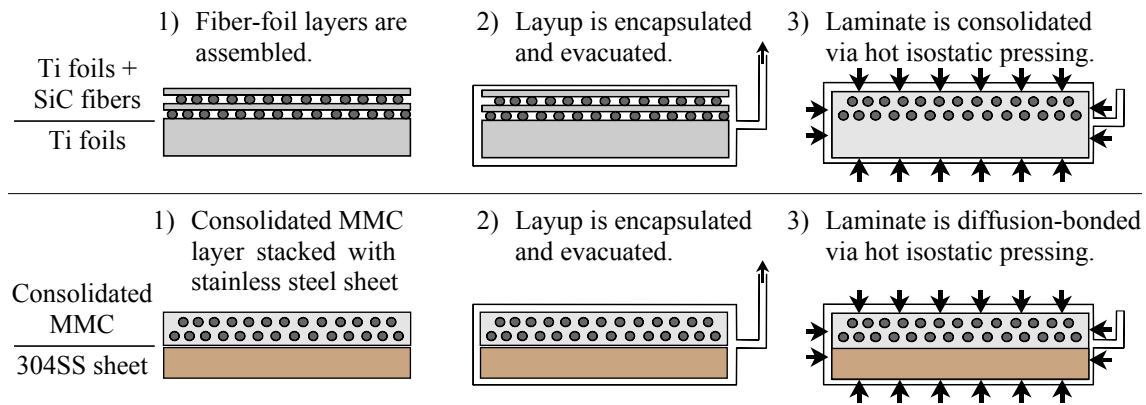 1) Fiber-foil layers are
assembled.
2) Layup is encapsulated
and evacuated.
3) Laminate is consolidated
via hot isostatic pressing.
Ti foils +
SiC fibers
Ti foils
1) Consolidated MMC
layer stacked with
stainless steel sheet
2) Layup is encapsulated
and evacuated.
3) Laminate is diffusion-bonded
via hot isostatic pressing.
Consolidated
MMC
304SS sheet